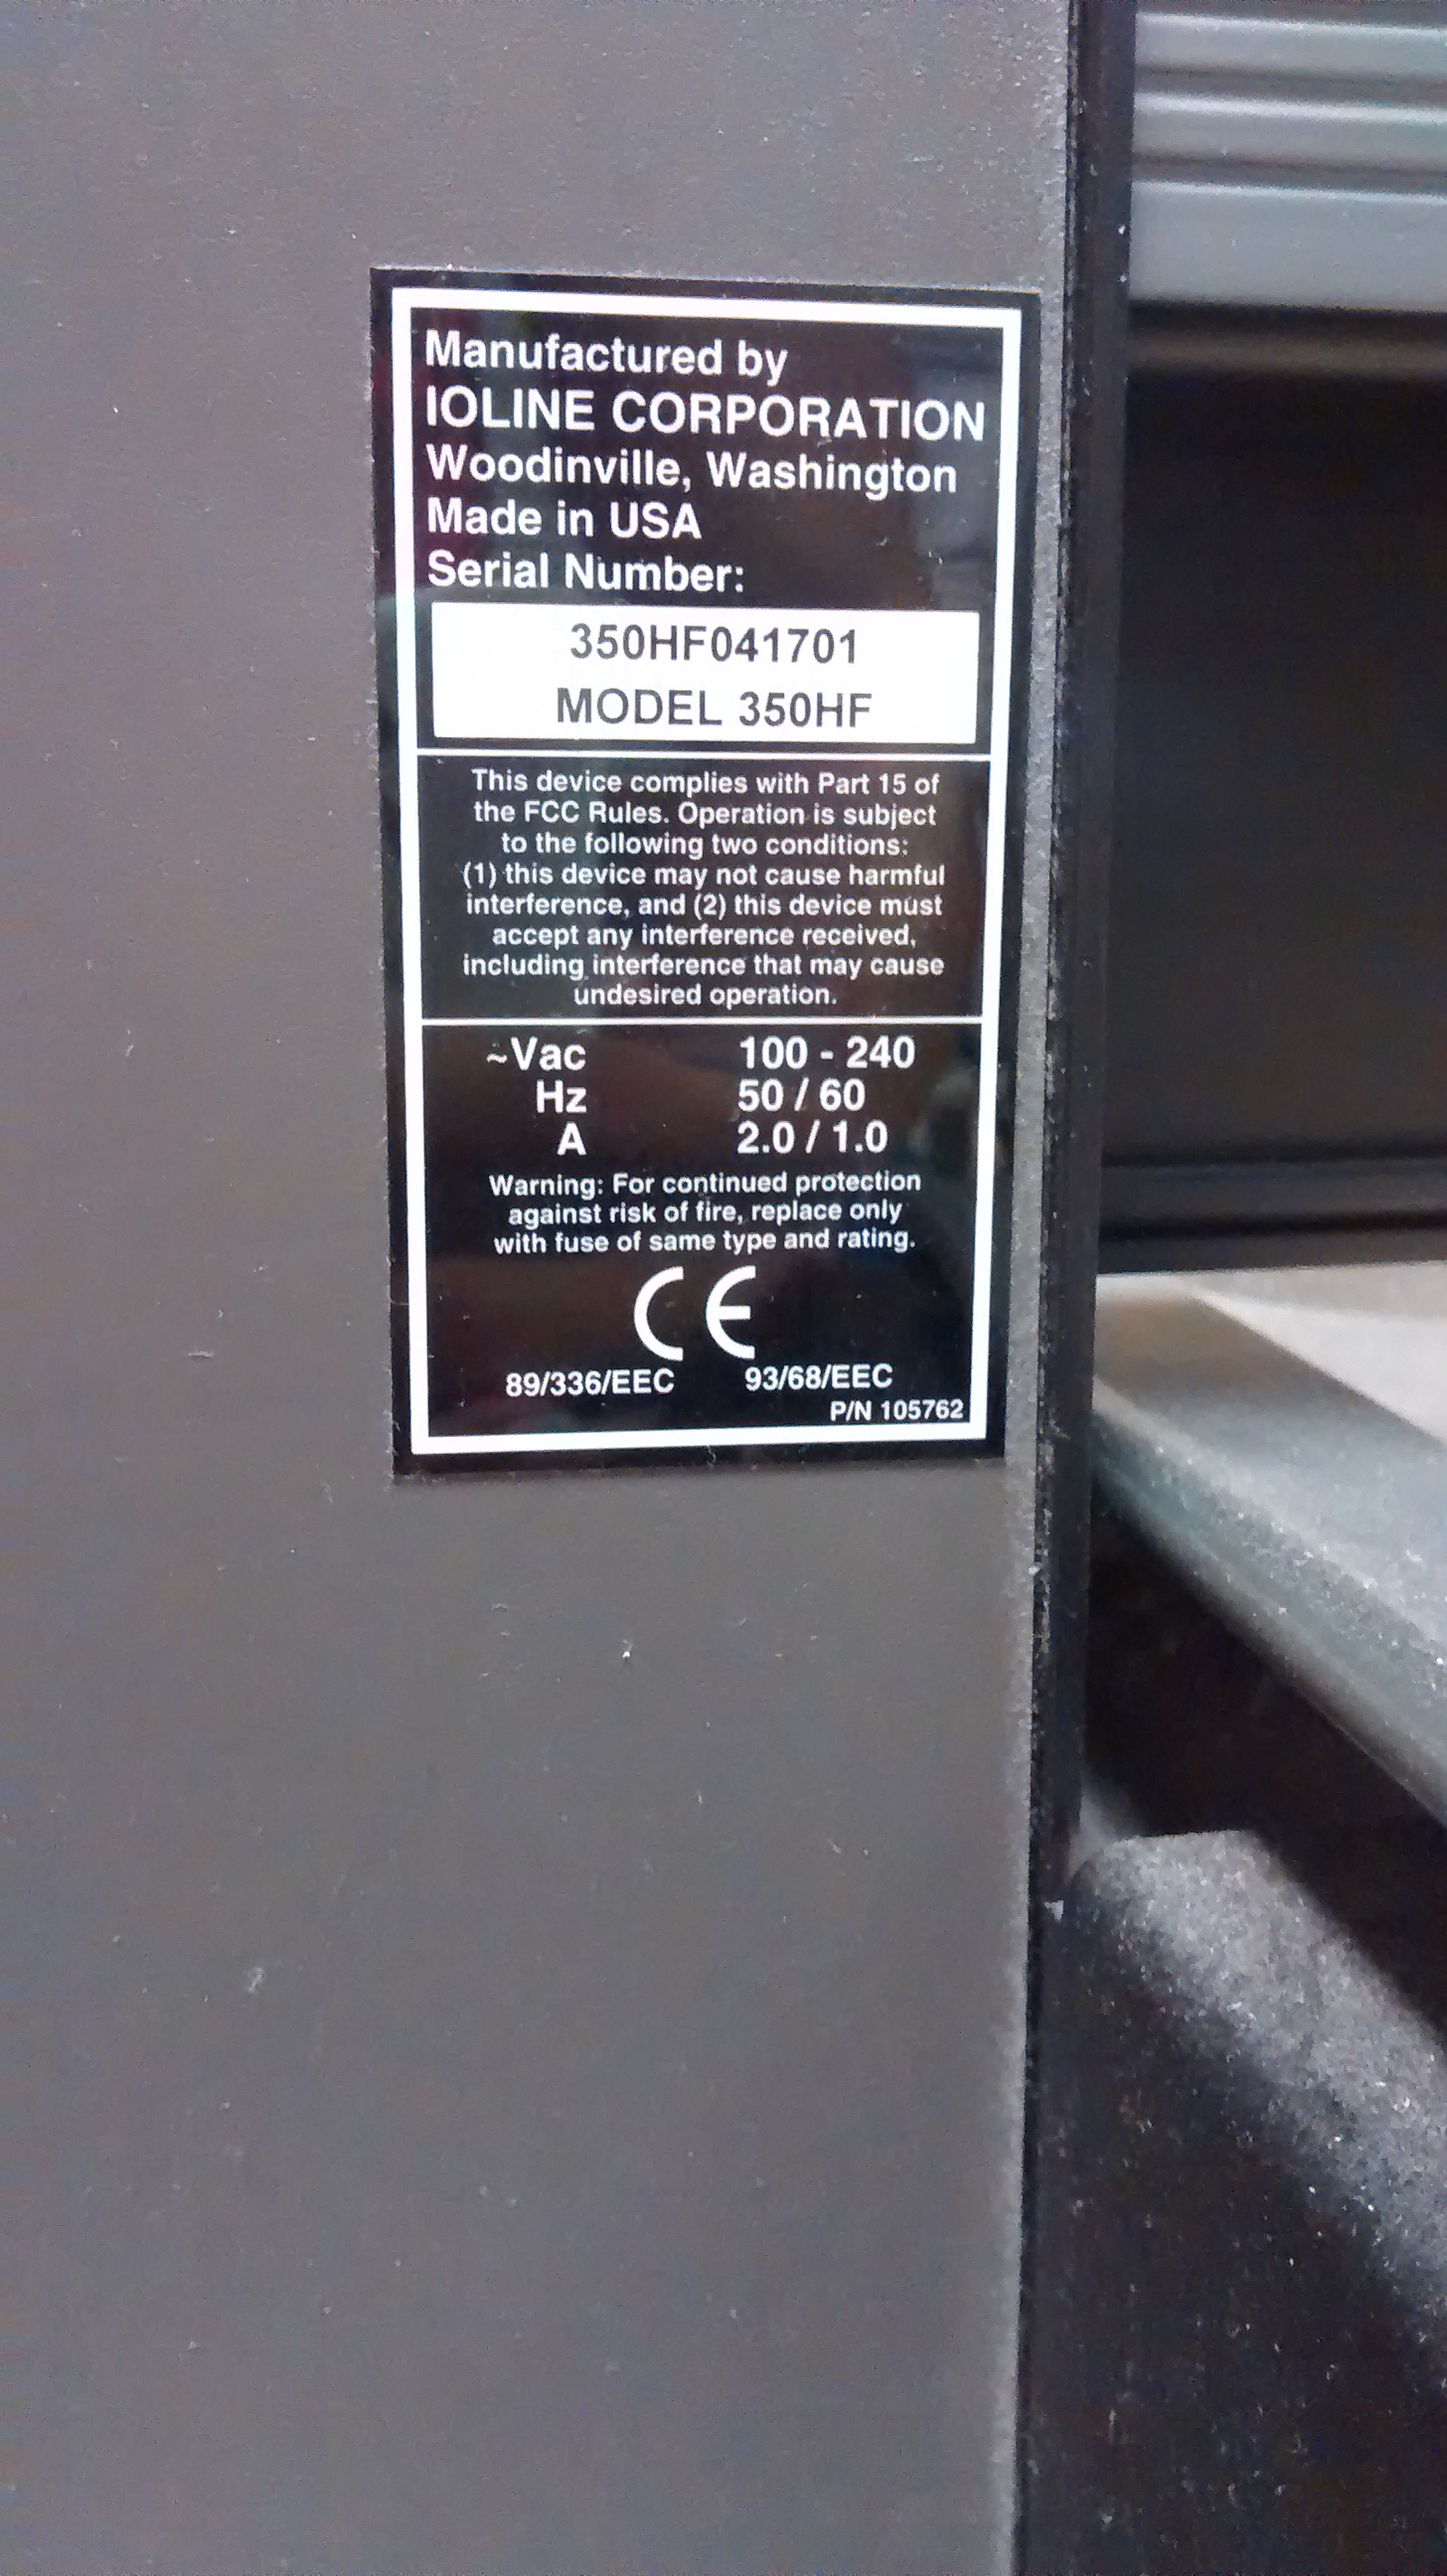 Manufactured by
IOLINE CORPORATION
Woodinville, Washington
Made in USA
Serial Number:
350HF041701
MODEL 350HF
This device complies with Part 15 of
the FCC Rules. Operation is subject
to the following two conditions:
(1) this device may not cause harmful
interference, and (2) this device must
accept any interference received,
including interference that may cause
undesired operation.
~Vac 100 - 240
Hz 50 / 60
A 2.0 / 1.0
Warning: For continued protection
against risk of fire, replace only
with fuse of same type and rating.
CE
89/336/EEC 93/68/EEC
P/N 105762